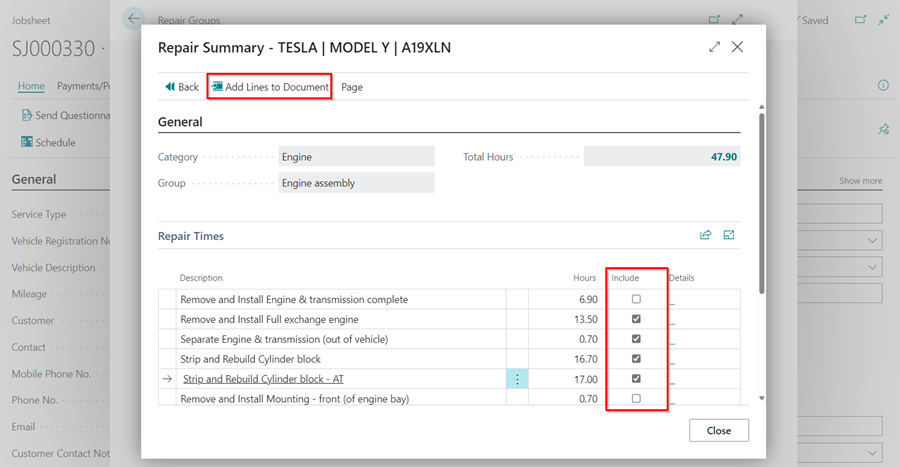 Jobsheet
SJ000330 ·
Home Payments/Po
Send Questionna
Schedule
General
Service Type
Vehicle Registration No
Vehicle Description
Mileage
Customer
Contact
Mobile Phone No.
Phone No.
Email
Customer Contact Not
Repair Groups
Saved
Show more
Repair Summary - TESLA | MODEL Y | A19XLN
Back Add Lines to Document Page
General
Category Engine Total Hours 47.90
Group Engine assembly
Repair Times
Description Hours Include Details
Remove and Install Engine & transmission complete 6.90
Remove and Install Full exchange engine 13.50
Separate Engine & transmission (out of vehicle) 0.70
Strip and Rebuild Cylinder block 16.70
Strip and Rebuild Cylinder block - AT 17.00
Remove and Install Mounting - front (of engine bay) 0.70
Close